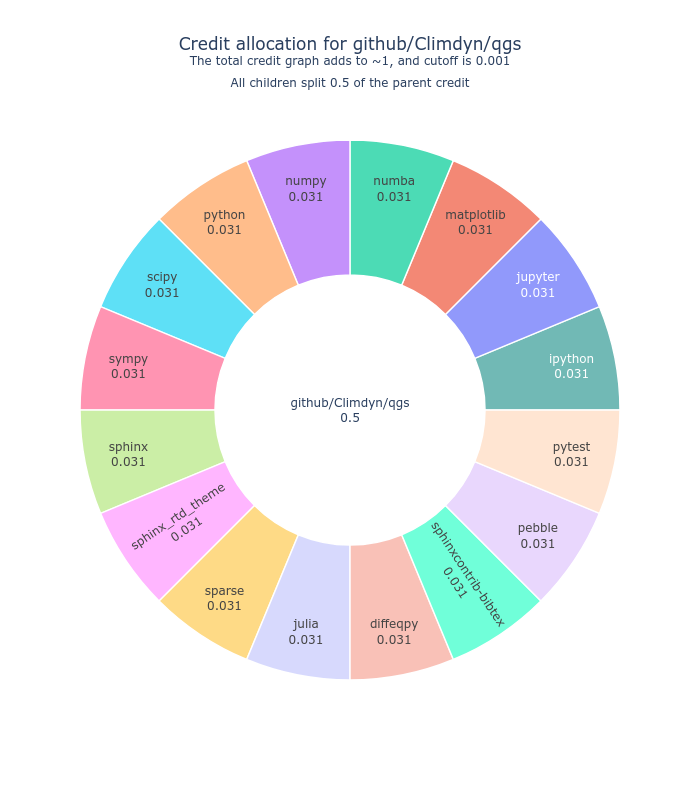 Credit allocation for github/Climdyn/qgs
The total credit graph adds to ~1, and cutoff is 0.001
All children split 0.5 of the parent credit
numpy
0.031
numba
0.031
python
0.031
matplotlib
0.031
scipy
0.031
jupyter
0.031
sympy
0.031
ipython
0.031
github/Climdyn/qgs
0.5
sphinx
0.031
pytest
0.031
sphinx_rtd_theme
0.031
pebble
0.031
sparse
0.031
sphinxcontrib-bibtex
0.031
julia
0.031
diffeqpy
0.031